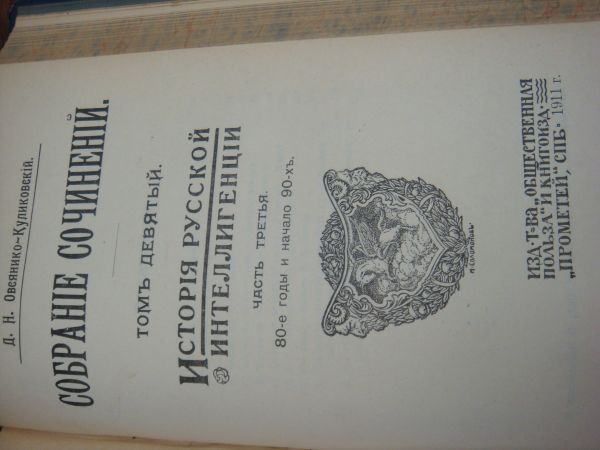 Д. Н. Овсянико-Куликовскій.
СОБРАНІЕ СОЧИНЕНІЙ.
ТОМЪ ДЕВЯТЫЙ.
ИСТОРІЯ РУССКОЙ
ИНТЕЛЛИГЕНЦІИ
ЧАСТЬ ТРЕТЬЯ.
80-е ГОДЫ и НАЧАЛО 90-хъ.
ИЗД. Т-ВА „ОБЩЕСТВЕННАЯ
ПОЛЬЗА" И КНИГОИЗД.
„ПРОМЕТЕЙ", СПБ. 1911 г.